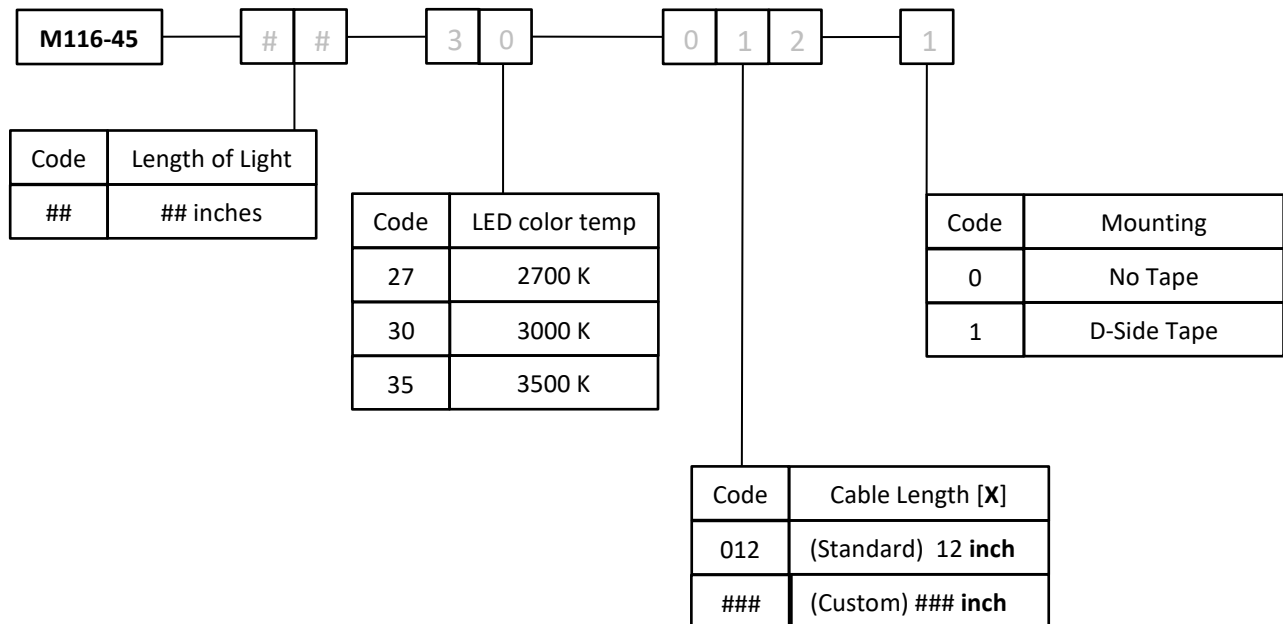 M116-45 # # 3 0 0 1 2 1
Code Length of Light
## ## inches
Code LED color temp
27 2700 K
30 3000 K
35 3500 K
Code Mounting
0 No Tape
1 D-Side Tape
Code Cable Length [X]
012 (Standard) 12 inch
### (Custom) ### inch